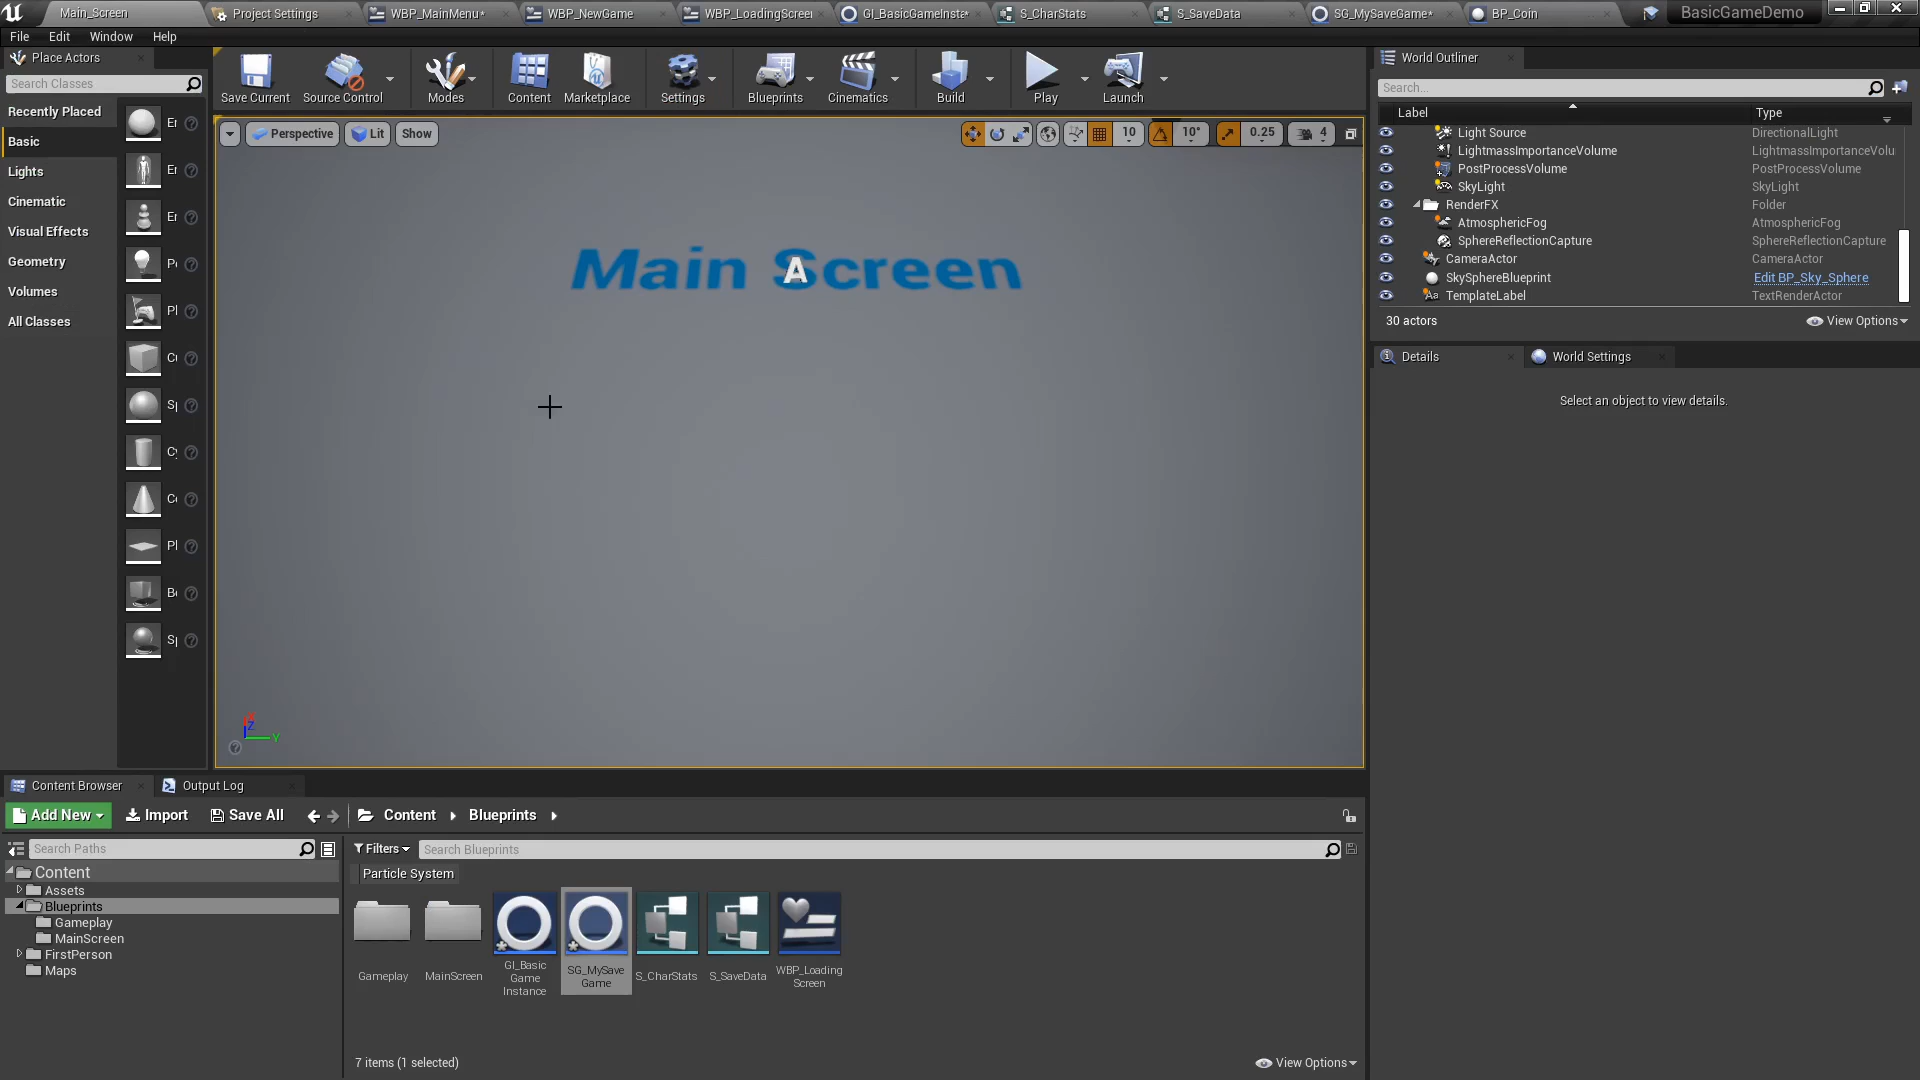 Main_Screen
Project Settings
WBP_MainMenu*
WBP_NewGame
WBP_LoadingScreen
GI_BasicGameInsta*
S_CharStats
S_SaveData
SG_MySaveGame*
BP_Coin
BasicGameDemo
File
Edit
Window
Help
Place Actors
Search Classes
Recently Placed
Basic
Lights
Cinematic
Visual Effects
Geometry
Volumes
All Classes
Save Current
Source Control
Modes
Content
Marketplace
Settings
Blueprints
Cinematics
Build
Play
Launch
Perspective
Lit
Show
10
10°
0.25
4
Main Screen
A
Z
Y
World Outliner
Search...
Label
Type
Light Source
DirectionalLight
LightmassImportanceVolume
LightmassImportanceVolu
PostProcessVolume
PostProcessVolume
SkyLight
SkyLight
RenderFX
Folder
AtmosphericFog
AtmosphericFog
SphereReflectionCapture
SphereReflectionCapture
CameraActor
CameraActor
SkySphereBlueprint
Edit BP_Sky_Sphere
TemplateLabel
TextRenderActor
30 actors
View Options
Details
World Settings
Select an object to view details.
Content Browser
Output Log
Add New
Import
Save All
Content
Blueprints
Search Paths
Filters
Search Blueprints
Particle System
Content
Assets
Blueprints
Gameplay
MainScreen
FirstPerson
Maps
Gameplay
MainScreen
GI_Basic
Game
Instance
SG_MySave
Game
S_CharStats
S_SaveData
WBP_Loading
Screen
7 items (1 selected)
View Options